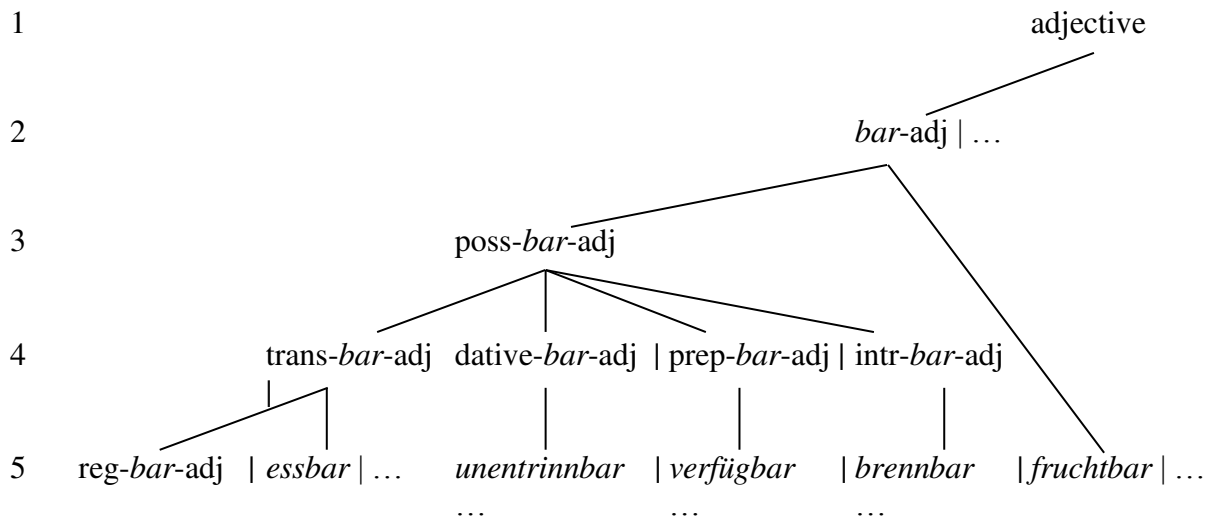 1 adjective
2 bar-adj | …
3 poss-bar-adj
4 trans-bar-adj dative-bar-adj | prep-bar-adj | intr-bar-adj
5 reg-bar-adj | essbar | … unentrinnbar | verfügbar | brennbar | fruchtbar | …
… … …